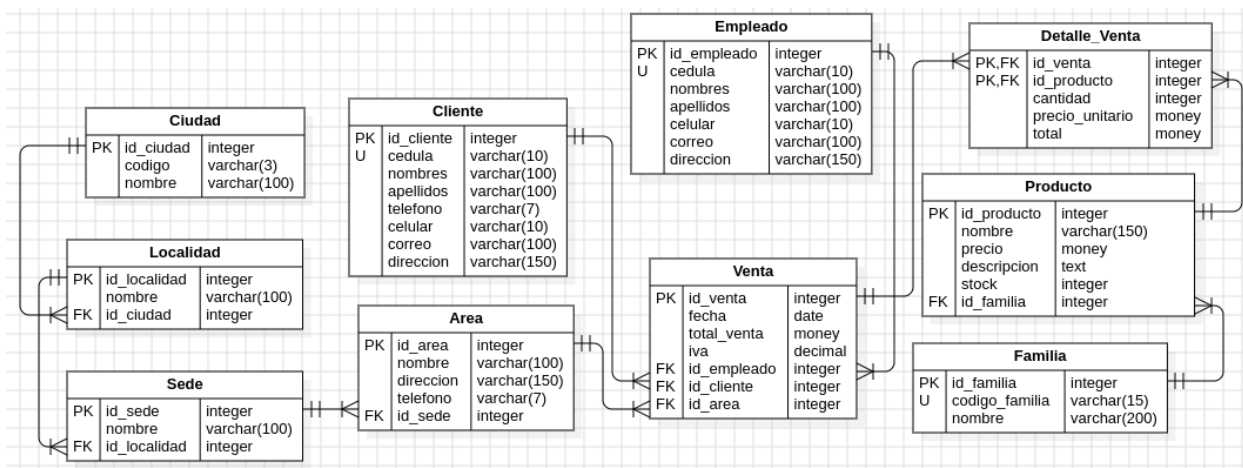 Ciudad
PK id_ciudad integer
codigo varchar(3)
nombre varchar(100)
Localidad
PK id_localidad integer
nombre varchar(100)
FK id_ciudad integer
Sede
PK id_sede integer
nombre varchar(100)
FK id_localidad integer
Cliente
PK id_cliente integer
U cedula varchar(10)
nombres varchar(100)
apellidos varchar(100)
telefono varchar(7)
celular varchar(10)
correo varchar(100)
direccion varchar(150)
Area
PK id_area integer
nombre varchar(100)
direccion varchar(150)
telefono varchar(7)
FK id_sede integer
Empleado
PK id_empleado integer
U cedula varchar(10)
nombres varchar(100)
apellidos varchar(100)
celular varchar(10)
correo varchar(100)
direccion varchar(150)
Venta
PK id_venta integer
fecha date
total_venta money
iva decimal
FK id_empleado integer
FK id_cliente integer
FK id_area integer
Detalle_Venta
PK,FK id_venta integer
PK,FK id_producto integer
cantidad integer
precio_unitario money
total money
Producto
PK id_producto integer
nombre varchar(150)
precio money
descripcion text
stock integer
FK id_familia integer
Familia
PK id_familia integer
U codigo_familia varchar(15)
nombre varchar(200)